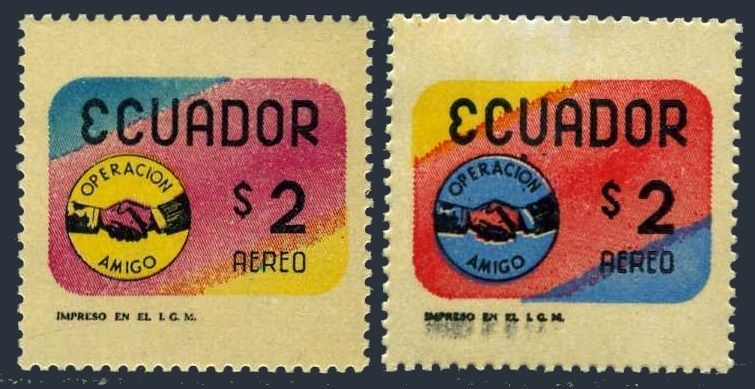 ECUADOR
OPERACION
AMIGO
$ 2
AEREO
IMPRESO EN EL I. G. M.
ECUADOR
OPERACION
AMIGO
$ 2
AEREO
IMPRESO EN EL I. G. M.